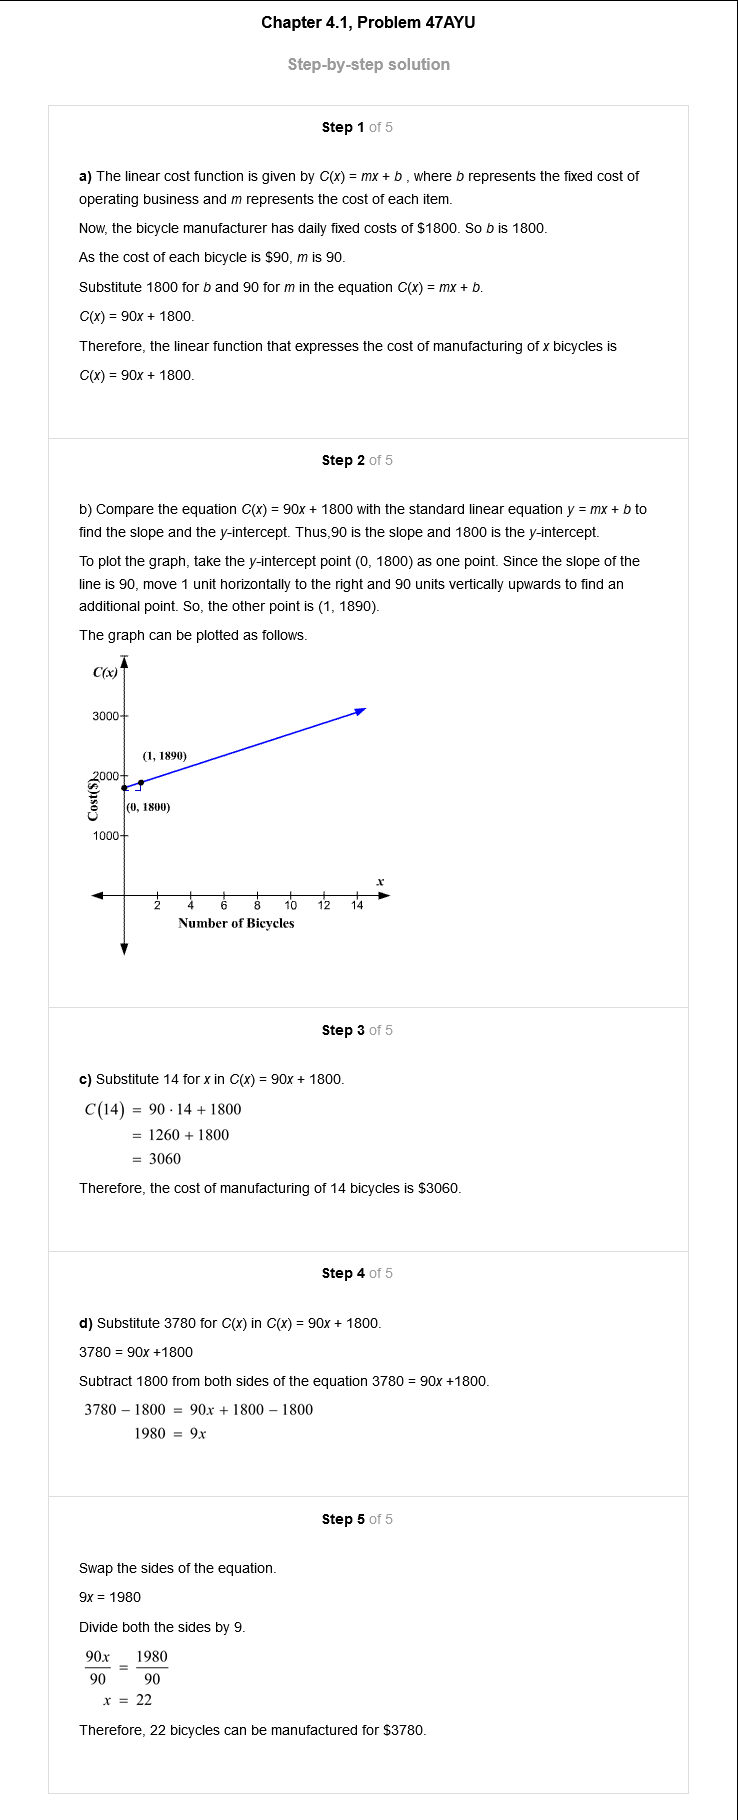 Chapter 4.1, Problem 47AYU
Step-by-step solution
Step 1 of 5
a) The linear cost function is given by C(x) = mx + b , where b represents the fixed cost of
operating business and m represents the cost of each item.
Now, the bicycle manufacturer has daily fixed costs of $1800. So b is 1800.
As the cost of each bicycle is $90, m is 90.
Substitute 1800 for b and 90 for m in the equation C(x) = mx + b.
C(x) = 90x + 1800.
Therefore, the linear function that expresses the cost of manufacturing of x bicycles is
C(x) = 90x + 1800.
Step 2 of 5
b) Compare the equation C(x) = 90x + 1800 with the standard linear equation y = mx + b to
find the slope and the y-intercept. Thus,90 is the slope and 1800 is the y-intercept.
To plot the graph, take the y-intercept point (0, 1800) as one point. Since the slope of the
line is 90, move 1 unit horizontally to the right and 90 units vertically upwards to find an
additional point. So, the other point is (1, 1890).
The graph can be plotted as follows.
C(x)
3000
(1, 1890)
2000
Cost($)
(0, 1800)
1000
x
2 4 6 8 10 12 14
Number of Bicycles
Step 3 of 5
c) Substitute 14 for x in C(x) = 90x + 1800.
C(14) = 90 · 14 + 1800
= 1260 + 1800
= 3060
Therefore, the cost of manufacturing of 14 bicycles is $3060.
Step 4 of 5
d) Substitute 3780 for C(x) in C(x) = 90x + 1800.
3780 = 90x +1800
Subtract 1800 from both sides of the equation 3780 = 90x +1800.
3780 − 1800 = 90x + 1800 − 1800
1980 = 9x
Step 5 of 5
Swap the sides of the equation.
9x = 1980
Divide both the sides by 9.
90x/90 = 1980/90
x = 22
Therefore, 22 bicycles can be manufactured for $3780.